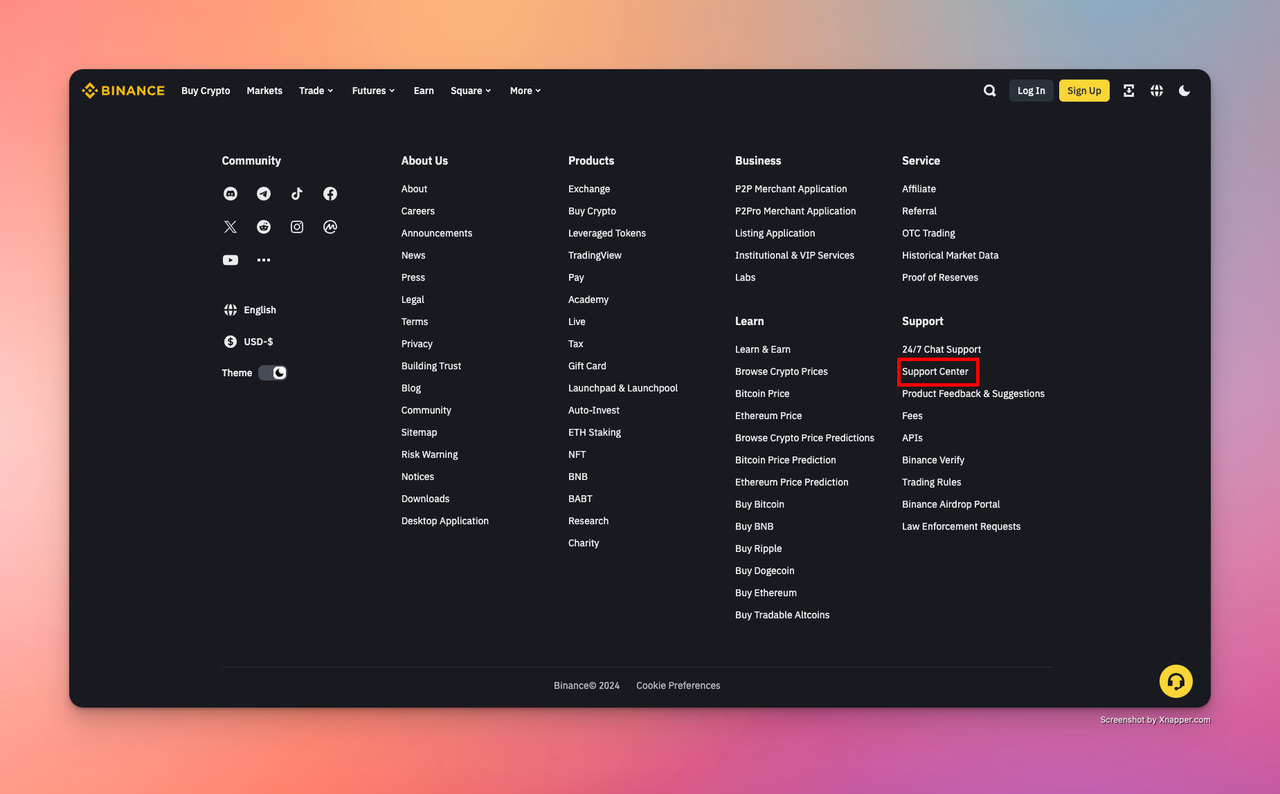 BINANCE
Buy Crypto
Markets
Trade
Futures
Earn
Square
More
Log In
Sign Up
Community
English
USD-$
Theme
About Us
About
Careers
Announcements
News
Press
Legal
Terms
Privacy
Building Trust
Blog
Community
Sitemap
Risk Warning
Notices
Downloads
Desktop Application
Products
Exchange
Buy Crypto
Leveraged Tokens
TradingView
Pay
Academy
Live
Tax
Gift Card
Launchpad & Launchpool
Auto-Invest
ETH Staking
NFT
BNB
BABT
Research
Charity
Business
P2P Merchant Application
P2Pro Merchant Application
Listing Application
Institutional & VIP Services
Labs
Learn
Learn & Earn
Browse Crypto Prices
Bitcoin Price
Ethereum Price
Browse Crypto Price Predictions
Bitcoin Price Prediction
Ethereum Price Prediction
Buy Bitcoin
Buy BNB
Buy Ripple
Buy Dogecoin
Buy Ethereum
Buy Tradable Altcoins
Service
Affiliate
Referral
OTC Trading
Historical Market Data
Proof of Reserves
Support
24/7 Chat Support
Support Center
Product Feedback & Suggestions
Fees
APIs
Binance Verify
Trading Rules
Binance Airdrop Portal
Law Enforcement Requests
Binance© 2024
Cookie Preferences
Screenshot by Xnapper.com